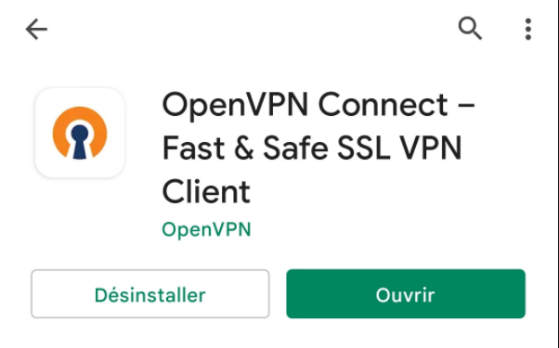 OpenVPN Connect –
Fast & Safe SSL VPN
Client
OpenVPN
Désinstaller
Ouvrir